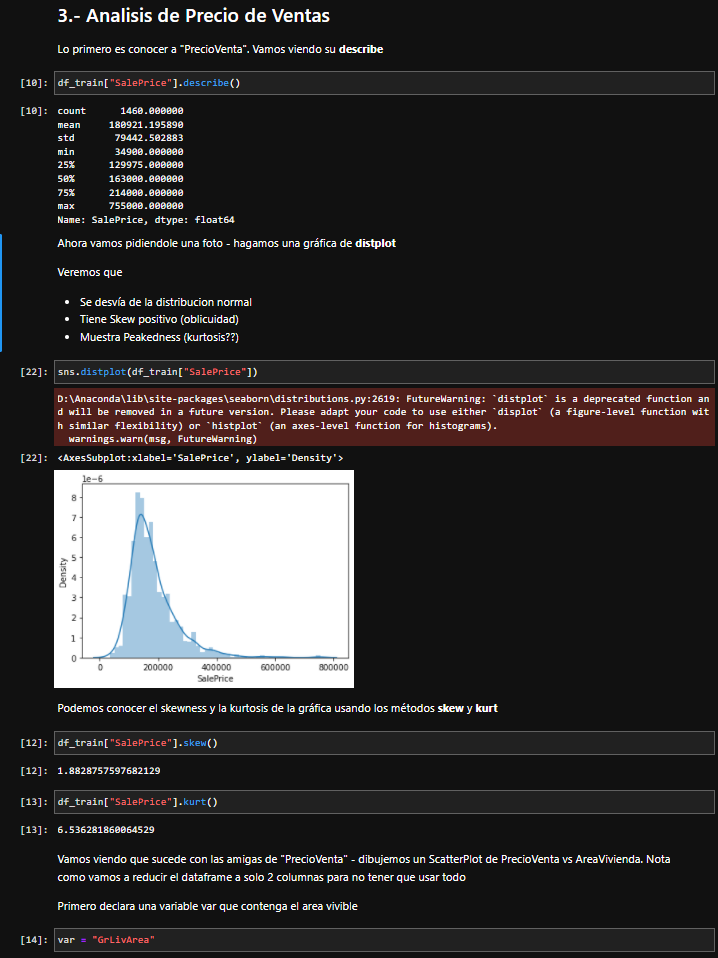 3.- Analisis de Precio de Ventas
Lo primero es conocer a "PrecioVenta". Vamos viendo su describe
[10]: df_train["SalePrice"].describe()
[10]: count 1460.000000
mean 180921.195890
std 79442.502883
min 34900.000000
25% 129975.000000
50% 163000.000000
75% 214000.000000
max 755000.000000
Name: SalePrice, dtype: float64
Ahora vamos pidiendole una foto - hagamos una gráfica de distplot
Veremos que
• Se desvía de la distribucion normal
• Tiene Skew positivo (oblicuidad)
• Muestra Peakedness (kurtosis??)
[22]: sns.distplot(df_train["SalePrice"])
D:\Anaconda\lib\site-packages\seaborn\distributions.py:2619: FutureWarning: `distplot` is a deprecated function an
d will be removed in a future version. Please adapt your code to use either `displot` (a figure-level function wit
h similar flexibility) or `histplot` (an axes-level function for histograms).
warnings.warn(msg, FutureWarning)
[22]: <AxesSubplot:xlabel='SalePrice', ylabel='Density'>
1e-6
8
7
6
5
4
3
2
1
0
Density
0 200000 400000 600000 800000
SalePrice
Podemos conocer el skewness y la kurtosis de la gráfica usando los métodos skew y kurt
[12]: df_train["SalePrice"].skew()
[12]: 1.8828757597682129
[13]: df_train["SalePrice"].kurt()
[13]: 6.536281860064529
Vamos viendo que sucede con las amigas de "PrecioVenta" - dibujemos un ScatterPlot de PrecioVenta vs AreaVivienda. Nota
como vamos a reducir el dataframe a solo 2 columnas para no tener que usar todo
Primero declara una variable var que contenga el area vivible
[14]: var = "GrLivArea"